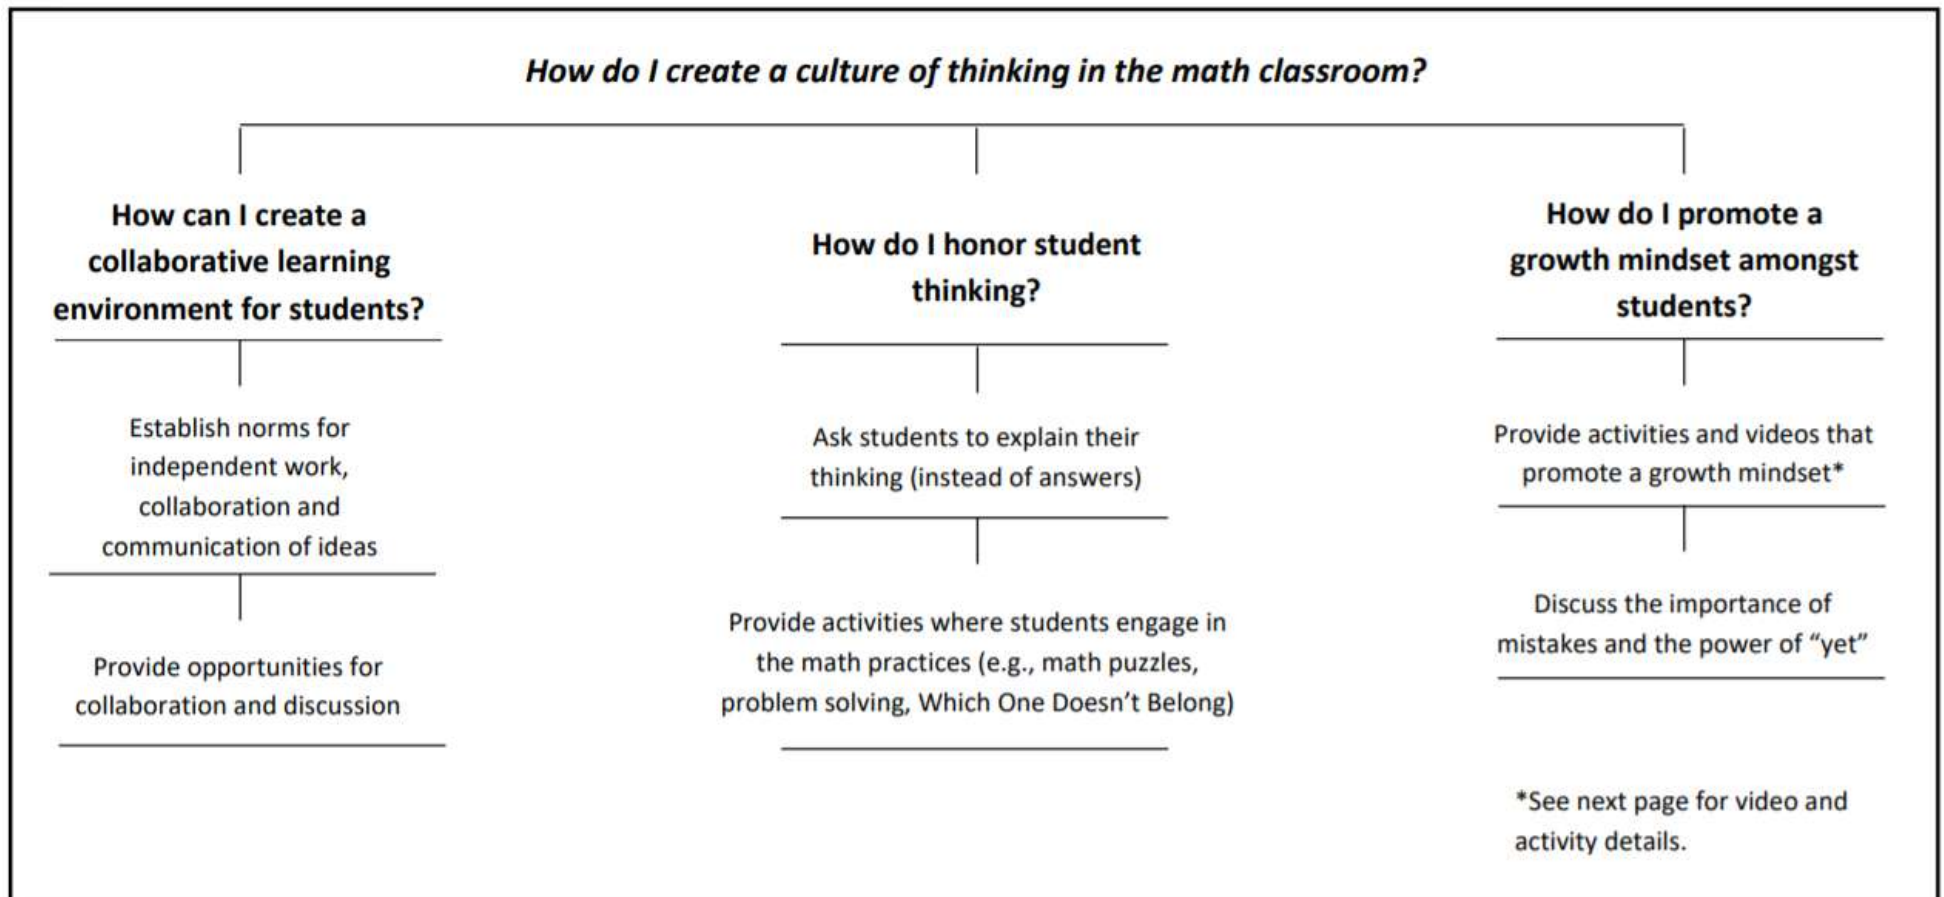 How do I create a culture of thinking in the math classroom?
How can I create a
collaborative learning
environment for students?
Establish norms for
independent work,
collaboration and
communication of ideas
Provide opportunities for
collaboration and discussion
How do I honor student
thinking?
Ask students to explain their
thinking (instead of answers)
Provide activities where students engage in
the math practices (e.g., math puzzles,
problem solving, Which One Doesn’t Belong)
How do I promote a
growth mindset amongst
students?
Provide activities and videos that
promote a growth mindset*
Discuss the importance of
mistakes and the power of “yet”
*See next page for video and
activity details.